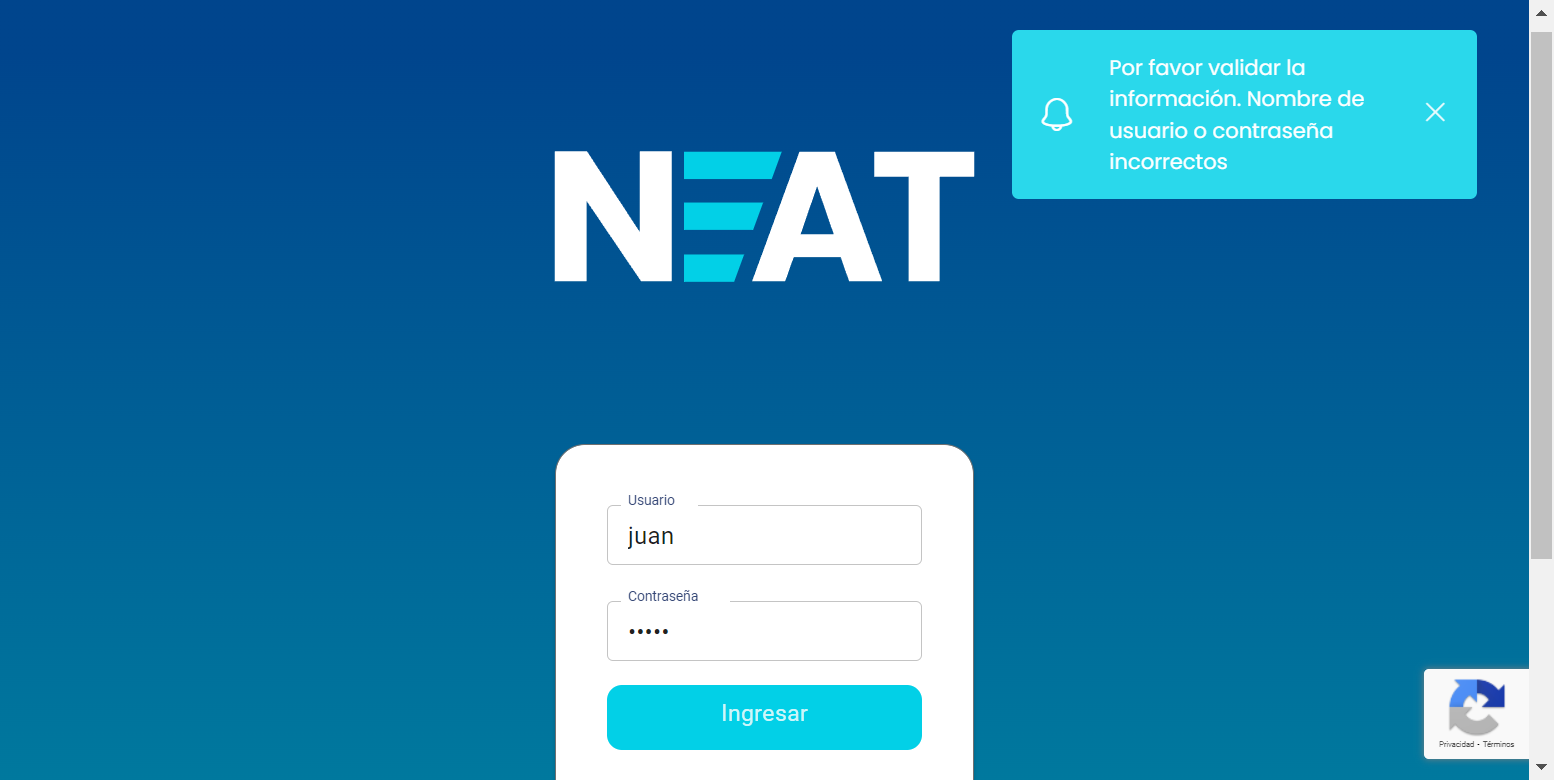 Por favor validar la
información. Nombre de
usuario o contraseña
incorrectos
NEAT
Usuario
juan
Contraseña
•••••
Ingresar
Privacidad - Términos